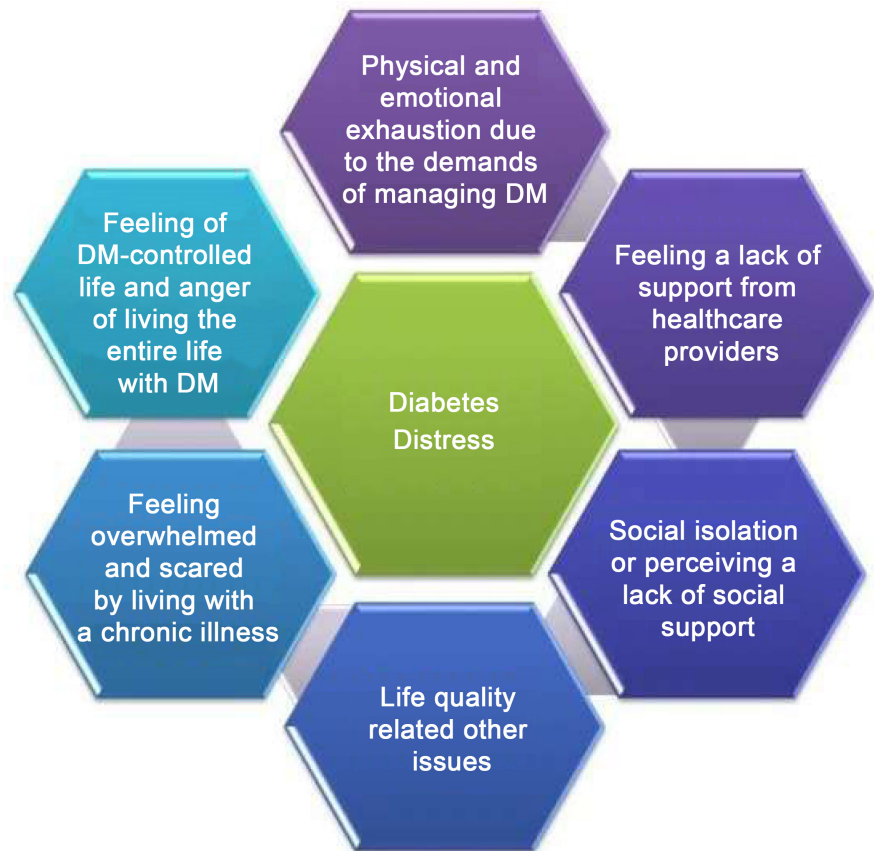 Physical and
emotional
exhaustion due
to the demands
of managing DM
Feeling a lack of
support from
healthcare
providers
Social isolation
or perceiving a
lack of social
support
Life quality
related other
issues
Feeling
overwhelmed
and scared
by living with
a chronic illness
Feeling of
DM-controlled
life and anger
of living the
entire life
with DM
Diabetes
Distress